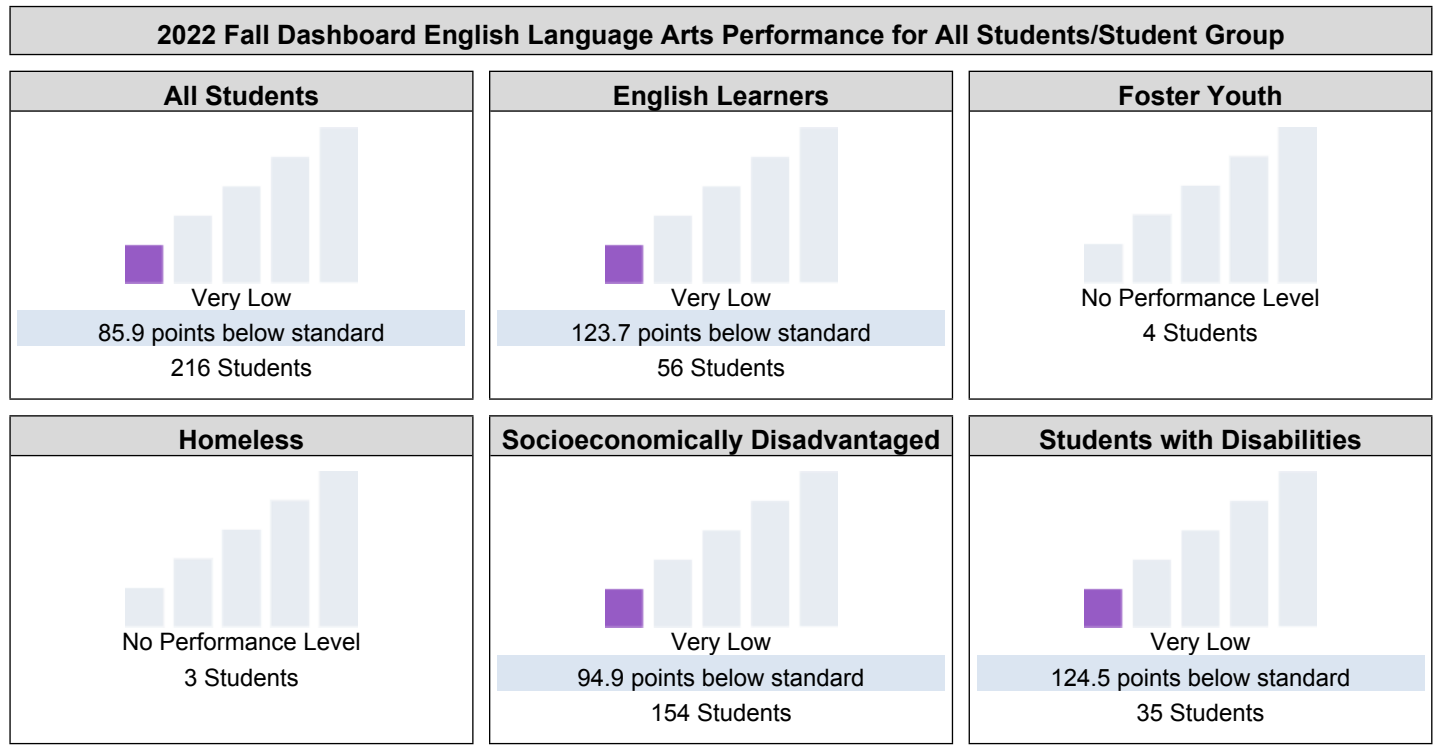 2022 Fall Dashboard English Language Arts Performance for All Students/Student Group
All Students
Very Low
85.9 points below standard
216 Students
English Learners
Very Low
123.7 points below standard
56 Students
Foster Youth
No Performance Level
4 Students
Homeless
No Performance Level
3 Students
Socioeconomically Disadvantaged
Very Low
94.9 points below standard
154 Students
Students with Disabilities
Very Low
124.5 points below standard
35 Students